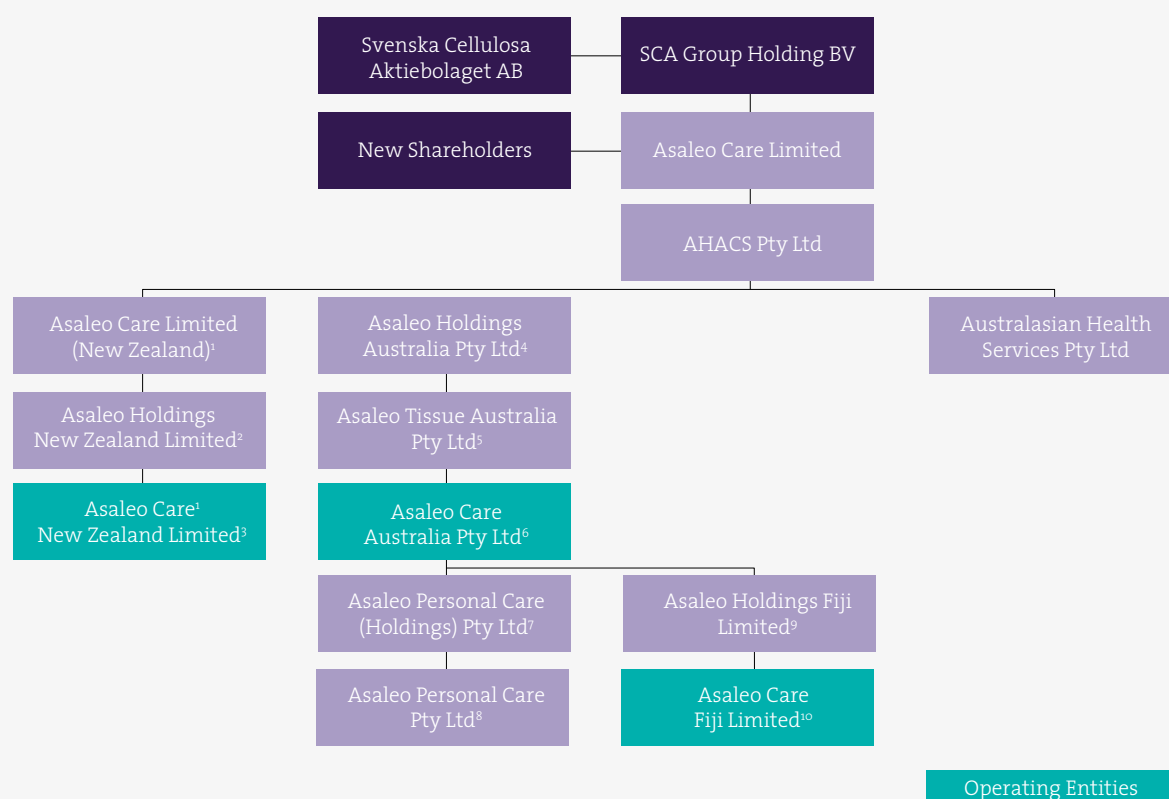 Svenska Cellulosa
Aktiebolaget AB
SCA Group Holding BV
New Shareholders
Asaleo Care Limited
AHACS Pty Ltd
Asaleo Care Limited
(New Zealand)¹
Asaleo Holdings
Australia Pty Ltd⁴
Australasian Health
Services Pty Ltd
Asaleo Holdings
New Zealand Limited²
Asaleo Tissue Australia
Pty Ltd⁵
Asaleo Care¹
New Zealand Limited³
Asaleo Care
Australia Pty Ltd⁶
Asaleo Personal Care
(Holdings) Pty Ltd⁷
Asaleo Holdings Fiji
Limited⁹
Asaleo Personal Care
Pty Ltd⁸
Asaleo Care
Fiji Limited¹⁰
Operating Entities